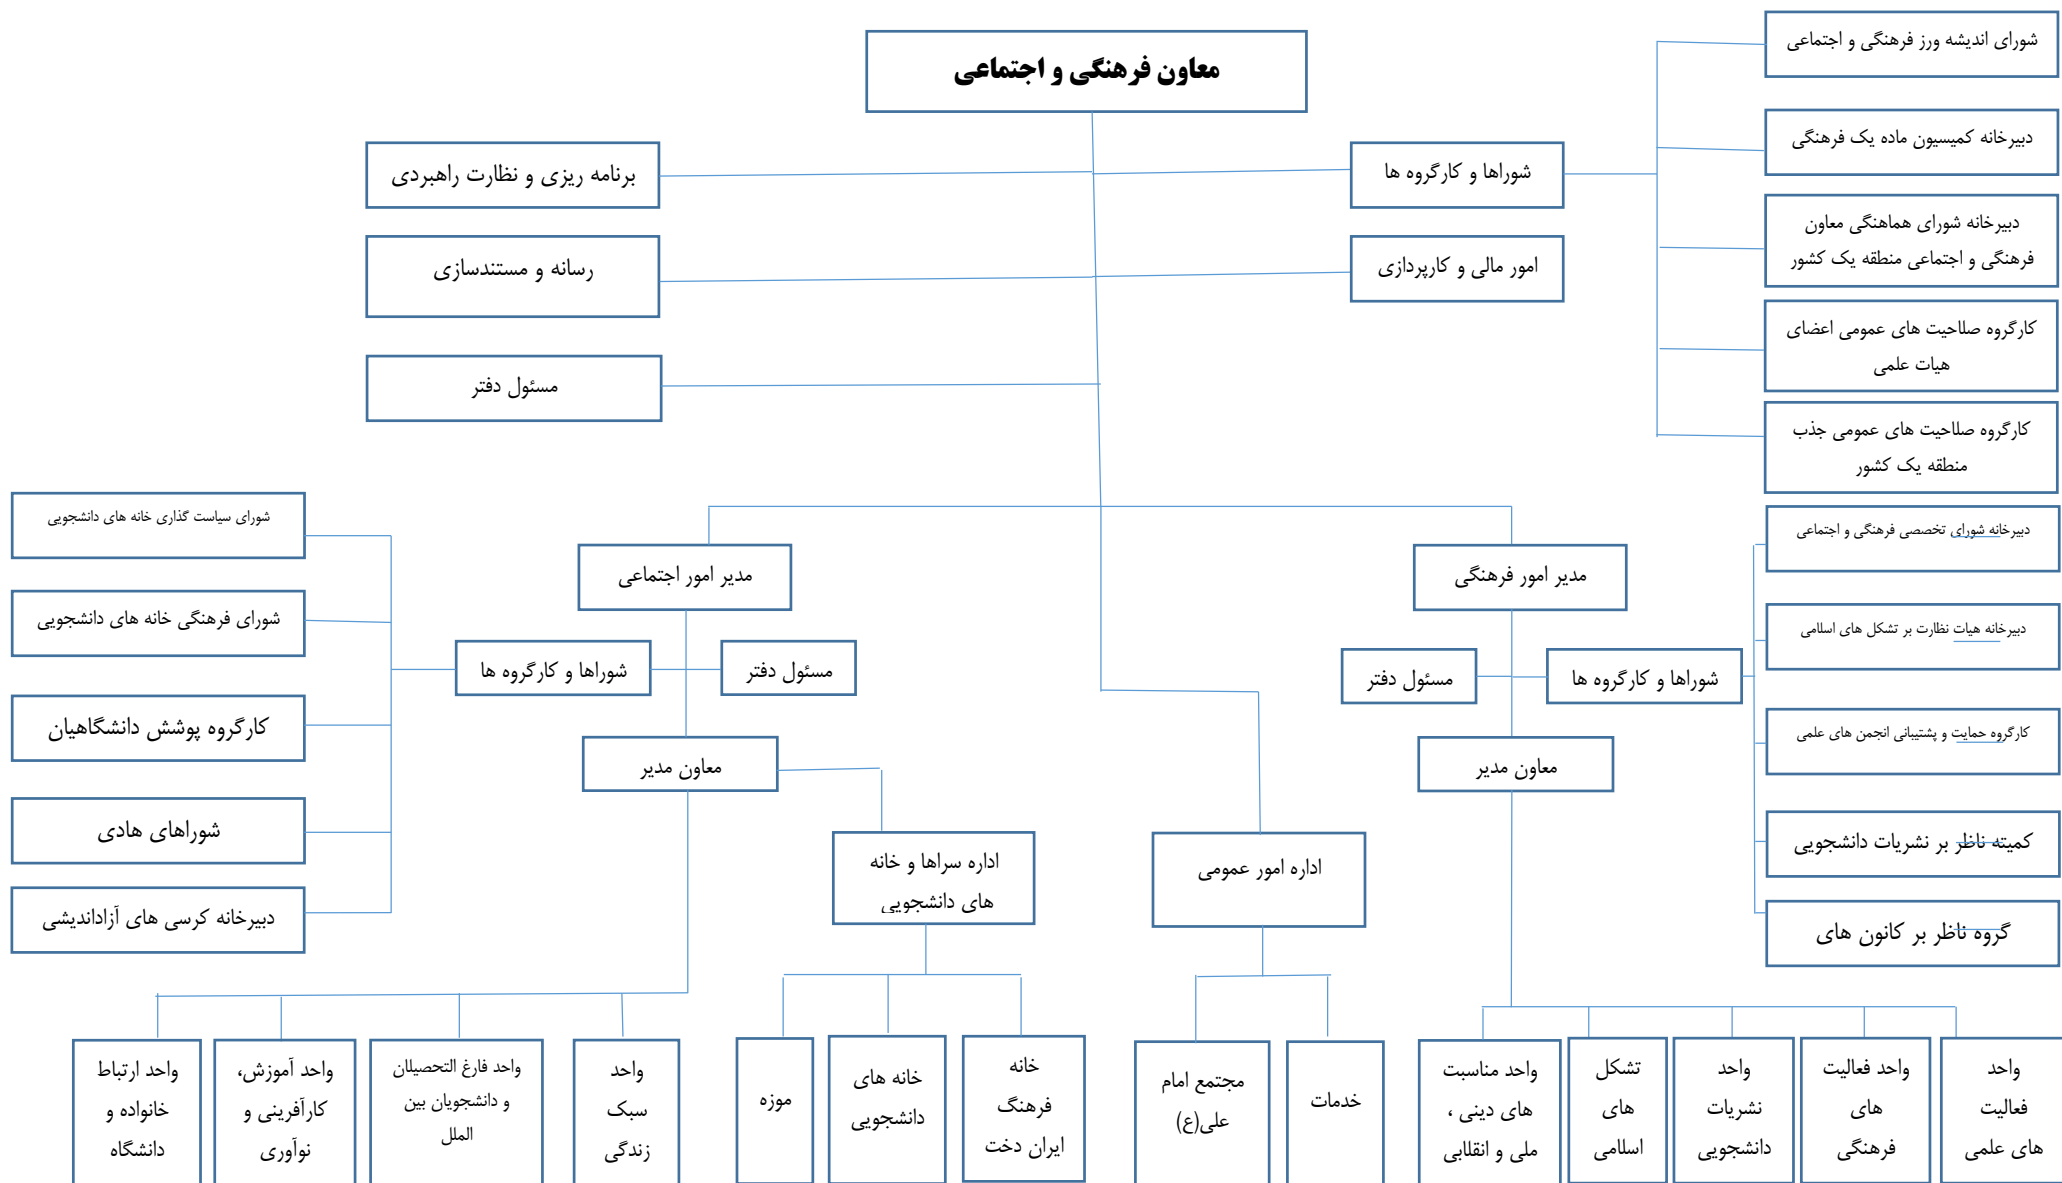 معاون فرهنگی و اجتماعی
شورای اندیشه ورز فرهنگی و اجتماعی
دبیرخانه کمیسیون ماده یک فرهنگی
شوراها و کارگروه ها
برنامه ریزی و نظارت راهبردی
دبیرخانه شورای هماهنگی معاون
فرهنگی و اجتماعی منطقه یک کشور
امور مالی و کارپردازی
رسانه و مستندسازی
کارگروه صلاحیت های عمومی اعضای
هیات علمی
مسئول دفتر
کارگروه صلاحیت های عمومی جذب
منطقه یک کشور
دبیرخانه شورای تخصصی فرهنگی و اجتماعی
دبیرخانه هیات نظارت بر تشکل های اسلامی
کارگروه حمایت و پشتیبانی انجمن های علمی
کمیته ناظر بر نشریات دانشجویی
گروه ناظر بر کانون های
مدیر امور فرهنگی
شوراها و کارگروه ها
مسئول دفتر
معاون مدیر
مدیر امور اجتماعی
مسئول دفتر
شوراها و کارگروه ها
معاون مدیر
شورای سیاست گذاری خانه های دانشجویی
شورای فرهنگی خانه های دانشجویی
کارگروه پوشش دانشگاهیان
شوراهای هادی
دبیرخانه کرسی های آزاداندیشی
اداره امور عمومی
اداره سراها و خانه
های دانشجویی
واحد
فعالیت
های علمی
واحد فعالیت
های
فرهنگی
واحد
نشریات
دانشجویی
تشکل
های
اسلامی
واحد مناسبت
های دینی ،
ملی و انقلابی
خدمات
مجتمع امام
علی(ع)
خانه
فرهنگ
ایران دخت
خانه های
دانشجویی
موزه
واحد
سبک
زندگی
واحد فارغ التحصیلان
و دانشجویان بین
الملل
واحد آموزش،
کارآفرینی و
نوآوری
واحد ارتباط
خانواده و
دانشگاه